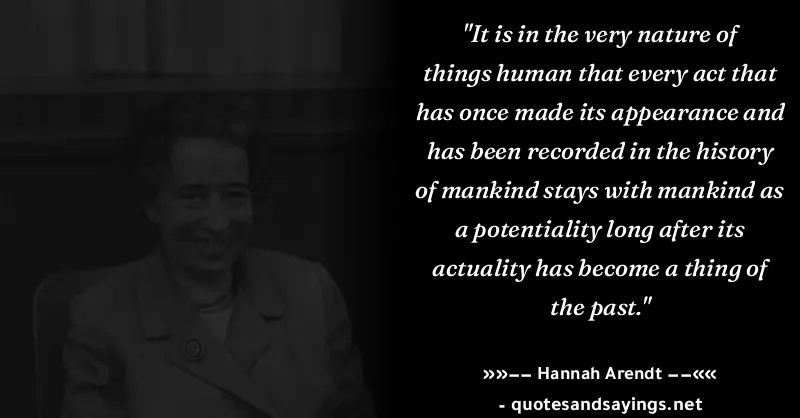 "It is in the very nature of
things human that every act that
has once made its appearance and
has been recorded in the history
of mankind stays with mankind as
a potentiality long after its
actuality has become a thing of
the past."
»»−− Hannah Arendt −−««
- quotesandsayings.net